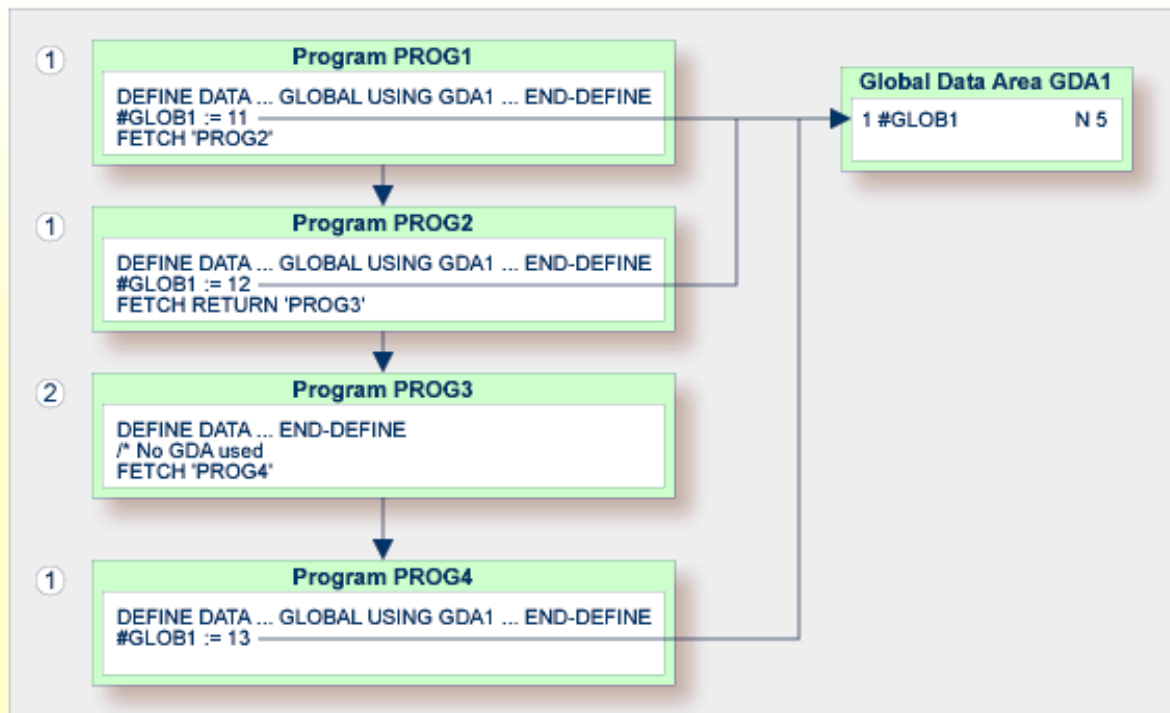 1
Program PROG1
DEFINE DATA ... GLOBAL USING GDA1 ... END-DEFINE
#GLOB1 := 11
FETCH 'PROG2'
Global Data Area GDA1
1 #GLOB1 N 5
1
Program PROG2
DEFINE DATA ... GLOBAL USING GDA1 ... END-DEFINE
#GLOB1 := 12
FETCH RETURN 'PROG3'
2
Program PROG3
DEFINE DATA ... END-DEFINE
/* No GDA used
FETCH 'PROG4'
1
Program PROG4
DEFINE DATA ... GLOBAL USING GDA1 ... END-DEFINE
#GLOB1 := 13